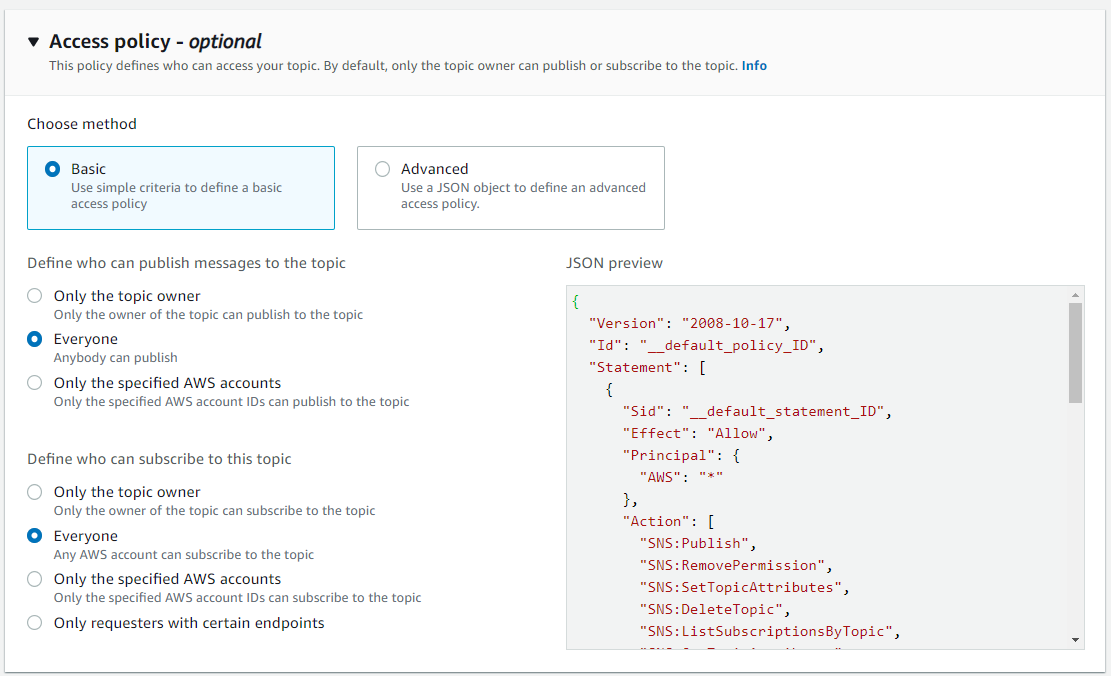 Access policy - optional
This policy defines who can access your topic. By default, only the topic owner can publish or subscribe to the topic. Info
Choose method
Basic
Use simple criteria to define a basic
access policy
Advanced
Use a JSON object to define an advanced
access policy.
Define who can publish messages to the topic
Only the topic owner
Only the owner of the topic can publish to the topic
Everyone
Anybody can publish
Only the specified AWS accounts
Only the specified AWS account IDs can publish to the topic
Define who can subscribe to this topic
Only the topic owner
Only the owner of the topic can subscribe to the topic
Everyone
Any AWS account can subscribe to the topic
Only the specified AWS accounts
Only the specified AWS account IDs can subscribe to the topic
Only requesters with certain endpoints
JSON preview
{
"Version": "2008-10-17",
"Id": "__default_policy_ID",
"Statement": [
{
"Sid": "__default_statement_ID",
"Effect": "Allow",
"Principal": {
"AWS": "*"
},
"Action": [
"SNS:Publish",
"SNS:RemovePermission",
"SNS:SetTopicAttributes",
"SNS:DeleteTopic",
"SNS:ListSubscriptionsByTopic",